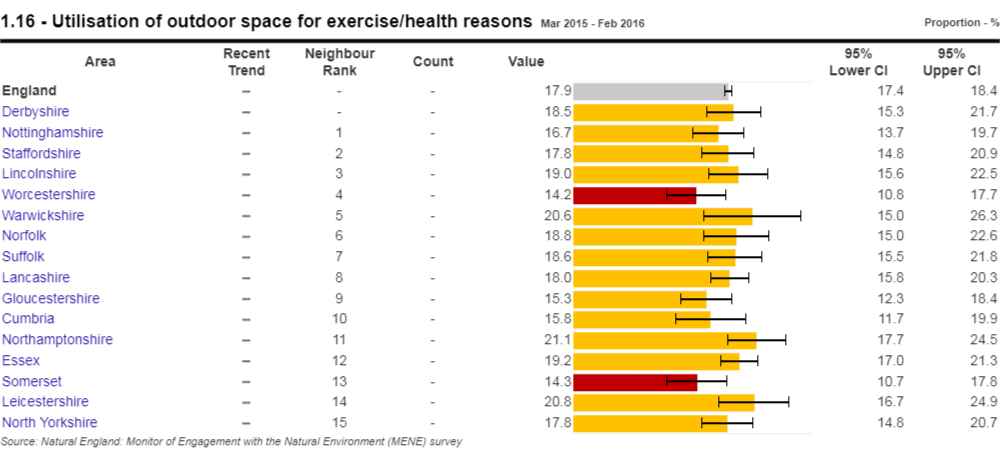 1.16 - Utilisation of outdoor space for exercise/health reasons Mar 2015 - Feb 2016 Proportion - %
Area Recent Trend Neighbour Rank Count Value 95% Lower CI 95% Upper CI
England – - - 17.9 17.4 18.4
Derbyshire – - - 18.5 15.3 21.7
Nottinghamshire – 1 - 16.7 13.7 19.7
Staffordshire – 2 - 17.8 14.8 20.9
Lincolnshire – 3 - 19.0 15.6 22.5
Worcestershire – 4 - 14.2 10.8 17.7
Warwickshire – 5 - 20.6 15.0 26.3
Norfolk – 6 - 18.8 15.0 22.6
Suffolk – 7 - 18.6 15.5 21.8
Lancashire – 8 - 18.0 15.8 20.3
Gloucestershire – 9 - 15.3 12.3 18.4
Cumbria – 10 - 15.8 11.7 19.9
Northamptonshire – 11 - 21.1 17.7 24.5
Essex – 12 - 19.2 17.0 21.3
Somerset – 13 - 14.3 10.7 17.8
Leicestershire – 14 - 20.8 16.7 24.9
North Yorkshire – 15 - 17.8 14.8 20.7
Source: Natural England: Monitor of Engagement with the Natural Environment (MENE) survey